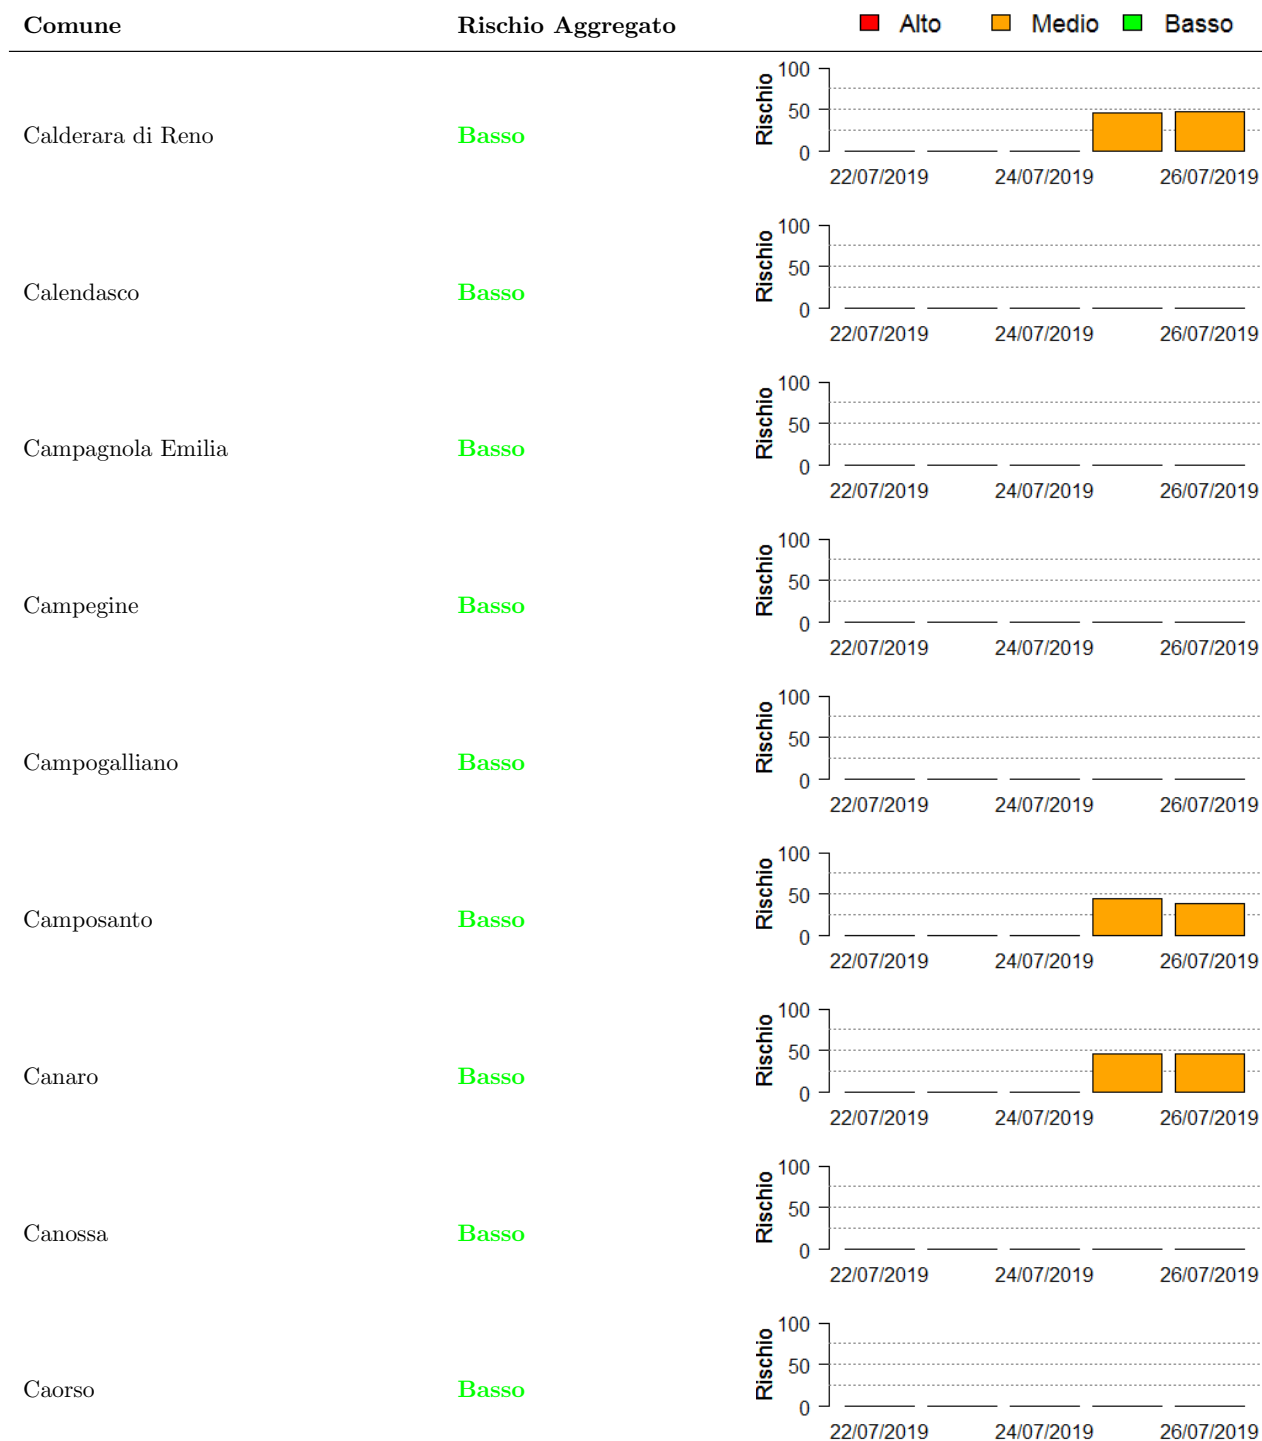 Comune Rischio Aggregato Alto Medio Basso
100
50
0
Rischio
Calderara di Reno Basso
22/07/2019 24/07/2019 26/07/2019
100
50
0
Rischio
Calendasco Basso
22/07/2019 24/07/2019 26/07/2019
100
50
0
Rischio
Campagnola Emilia Basso
22/07/2019 24/07/2019 26/07/2019
100
50
0
Rischio
Campegine Basso
22/07/2019 24/07/2019 26/07/2019
100
50
0
Rischio
Campogalliano Basso
22/07/2019 24/07/2019 26/07/2019
100
50
0
Rischio
Camposanto Basso
22/07/2019 24/07/2019 26/07/2019
100
50
0
Rischio
Canaro Basso
22/07/2019 24/07/2019 26/07/2019
100
50
0
Rischio
Canossa Basso
22/07/2019 24/07/2019 26/07/2019
100
50
0
Rischio
Caorso Basso
22/07/2019 24/07/2019 26/07/2019